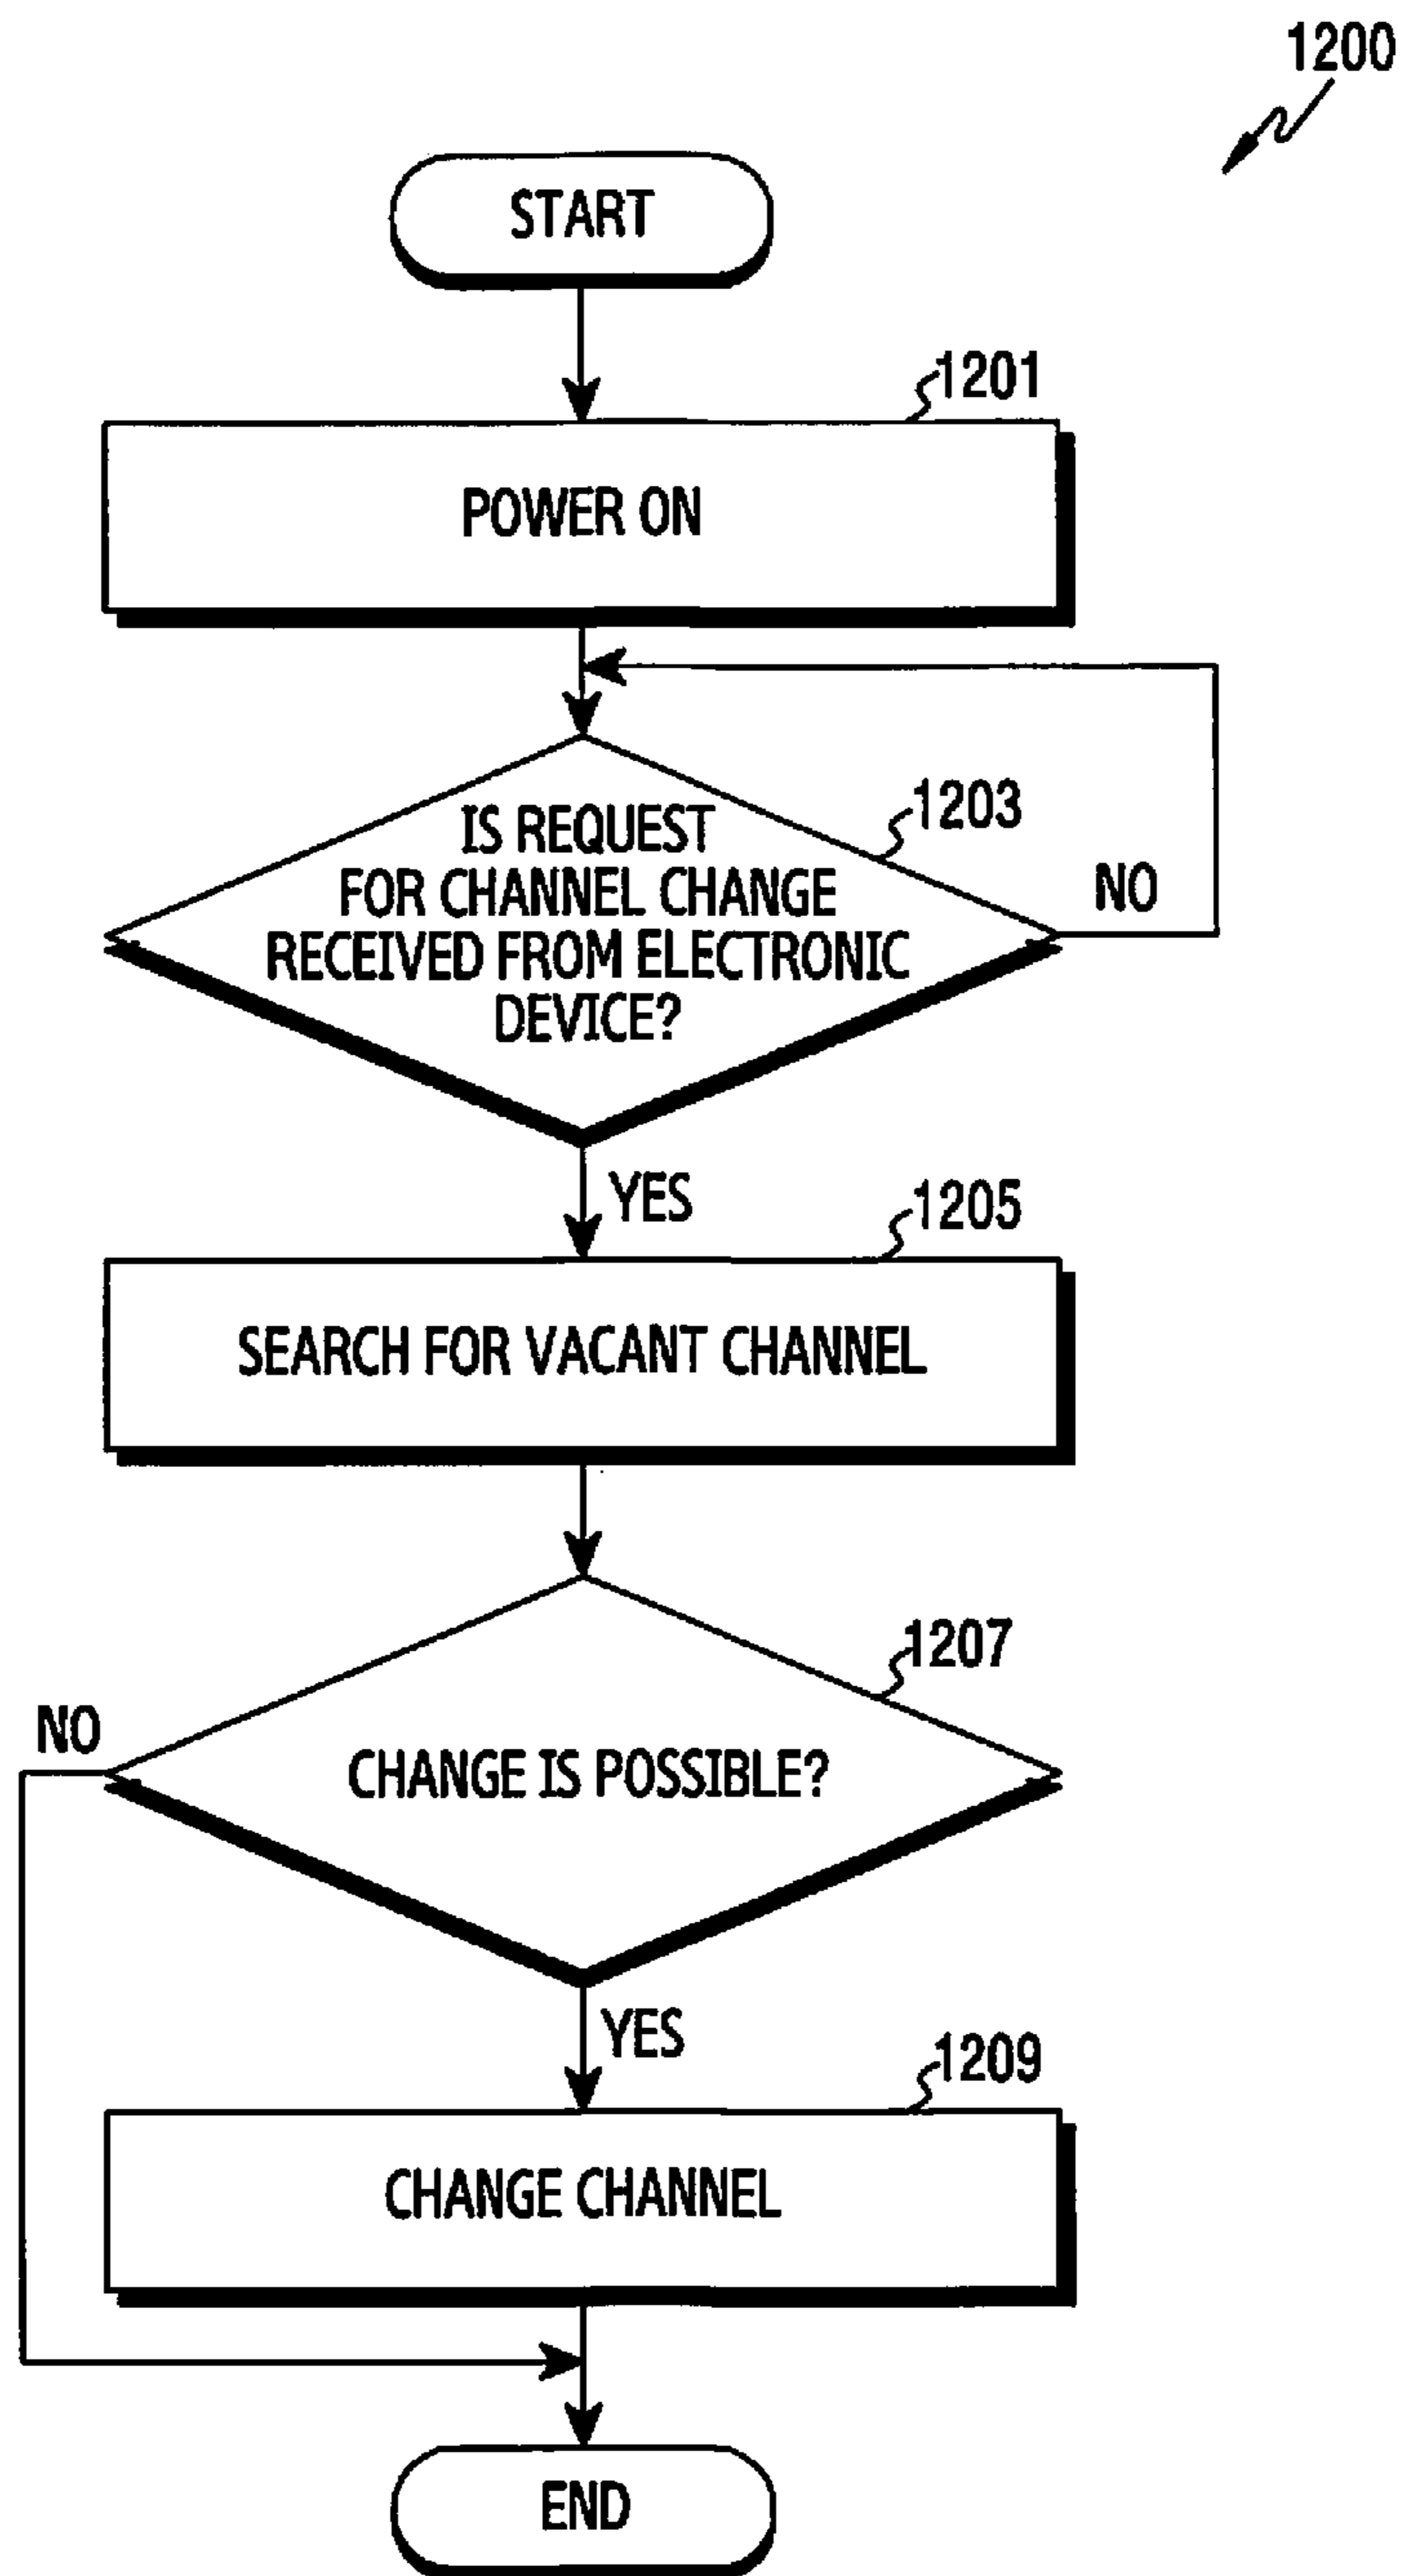 1200
START
1201
POWER ON
1203
IS REQUEST
FOR CHANNEL CHANGE
RECEIVED FROM ELECTRONIC
DEVICE?
NO
YES
1205
SEARCH FOR VACANT CHANNEL
1207
NO
CHANGE IS POSSIBLE?
YES
1209
CHANGE CHANNEL
END